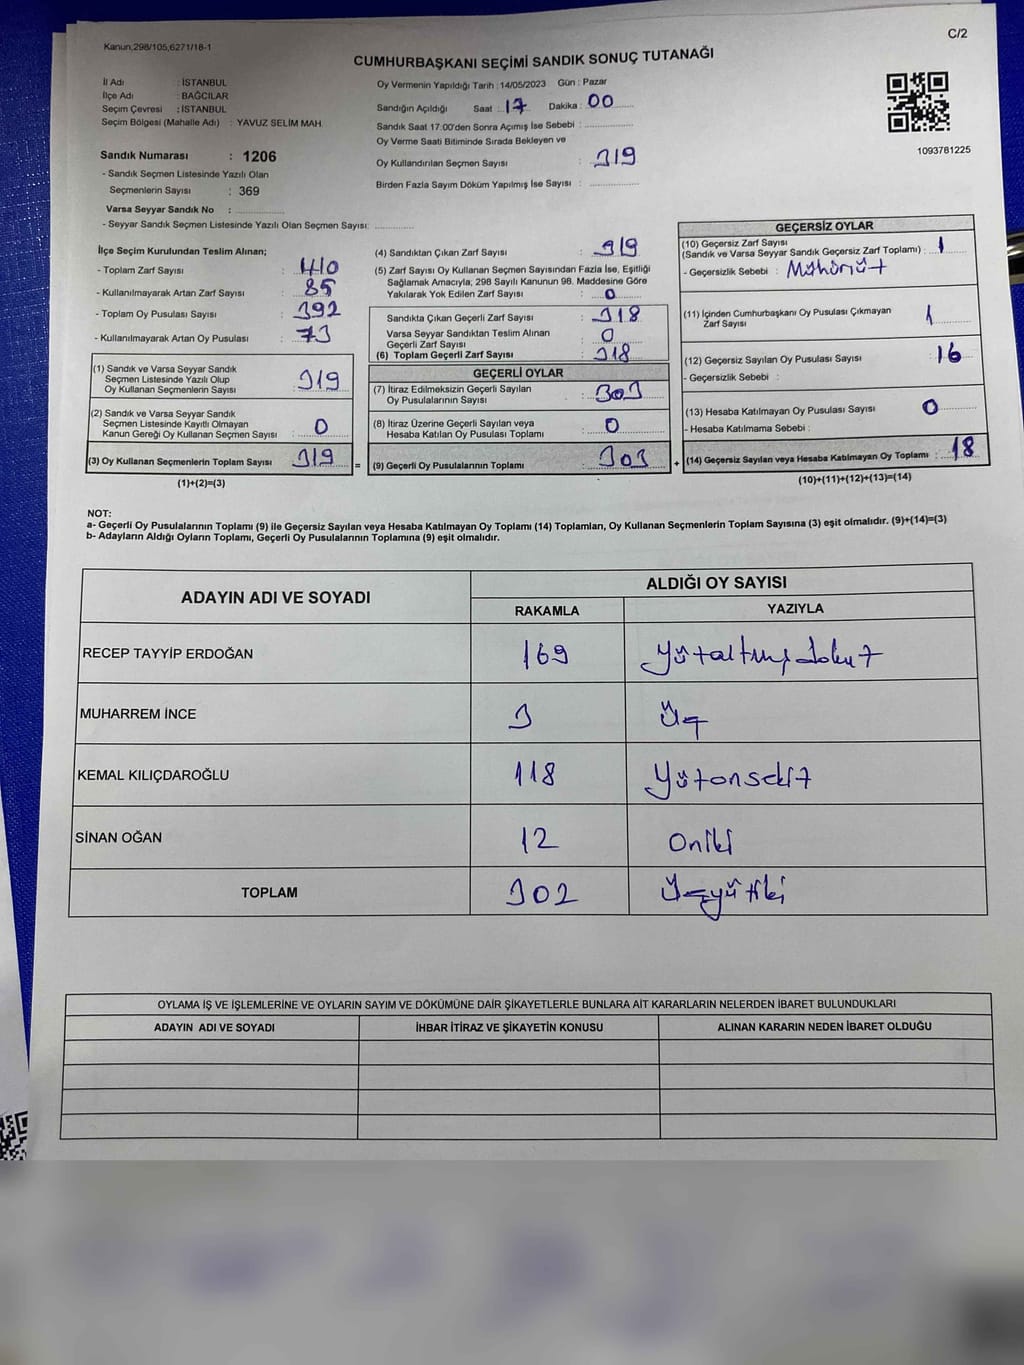 Kanun,298/105,6271/18-1
C/2
CUMHURBAŞKANI SEÇİMİ SANDIK SONUÇ TUTANAĞI
İl Adı : İSTANBUL
İlçe Adı : BAĞCILAR
Seçim Çevresi : İSTANBUL
Seçim Bölgesi (Mahalle Adı) : YAVUZ SELİM MAH.
Sandık Numarası : 1206
- Sandık Seçmen Listesinde Yazılı Olan
Seçmenlerin Sayısı : 369
Varsa Seyyar Sandık No :
- Seyyar Sandık Seçmen Listesinde Yazılı Olan Seçmen Sayısı:
Oy Vermenin Yapıldığı Tarih : 14/05/2023 Gün : Pazar
Sandığın Açıldığı Saat : 17 Dakika : 00
Sandık Saat 17:00'den Sonra Açımış İse Sebebi :
Oy Verme Saati Bitiminde Sırada Bekleyen ve
Oy Kullandırılan Seçmen Sayısı : 319
Birden Fazla Sayım Döküm Yapılmış İse Sayısı :
1093781225
İlçe Seçim Kurulundan Teslim Alınan;
- Toplam Zarf Sayısı : 410
- Kullanılmayarak Artan Zarf Sayısı : 85
- Toplam Oy Pusulası Sayısı : 392
- Kullanılmayarak Artan Oy Pusulası : 73
(1) Sandık ve Varsa Seyyar Sandık
Seçmen Listesinde Yazılı Olup
Oy Kullanan Seçmenlerin Sayısı : 319
(2) Sandık ve Varsa Seyyar Sandık
Seçmen Listesinde Kayıtlı Olmayan
Kanun Gereği Oy Kullanan Seçmen Sayısı : 0
(3) Oy Kullanan Seçmenlerin Toplam Sayısı : 319
(1)+(2)=(3)
=
(4) Sandıktan Çıkan Zarf Sayısı : 319
(5) Zarf Sayısı Oy Kullanan Seçmen Sayısından Fazla İse, Eşitliği
Sağlamak Amacıyla, 298 Sayılı Kanunun 98. Maddesine Göre
Yakılarak Yok Edilen Zarf Sayısı : 0
Sandıkta Çıkan Geçerli Zarf Sayısı : 318
Varsa Seyyar Sandıktan Teslim Alınan
Geçerli Zarf Sayısı : 0
(6) Toplam Geçerli Zarf Sayısı : 318
GEÇERLİ OYLAR
(7) İtiraz Edilmeksizin Geçerli Sayılan
Oy Pusulalarının Sayısı : 303
(8) İtiraz Üzerine Geçerli Sayılan veya
Hesaba Katılan Oy Pusulası Toplamı : 0
(9) Geçerli Oy Pusulalarının Toplamı : 303
+
GEÇERSİZ OYLAR
(10) Geçersiz Zarf Sayısı
(Sandık ve Varsa Seyyar Sandık Geçersiz Zarf Toplamı) : 1
- Geçersizlik Sebebi :
(11) İçinden Cumhurbaşkanı Oy Pusulası Çıkmayan
Zarf Sayısı : 1
(12) Geçersiz Sayılan Oy Pusulası Sayısı : 16
- Geçersizlik Sebebi :
(13) Hesaba Katılmayan Oy Pusulası Sayısı : 0
- Hesaba Katılmama Sebebi :
(14) Geçersiz Sayılan veya Hesaba Katılmayan Oy Toplamı : 18
(10)+(11)+(12)+(13)=(14)
NOT:
a- Geçerli Oy Pusulalarının Toplamı (9) ile Geçersiz Sayılan veya Hesaba Katılmayan Oy Toplamı (14) Toplamları, Oy Kullanan Seçmenlerin Toplam Sayısına (3) eşit olmalıdır. (9)+(14)=(3)
b- Adayların Aldığı Oyların Toplamı, Geçerli Oy Pusulalarının Toplamına (9) eşit olmalıdır.
ADAYIN ADI VE SOYADI
ALDIĞI OY SAYISI
RAKAMLA YAZIYLA
RECEP TAYYİP ERDOĞAN 169 Yüzaltmışdokuz
MUHARREM İNCE 3 Üç
KEMAL KILIÇDAROĞLU 118 Yüzonsekiz
SİNAN OĞAN 12 Oniki
TOPLAM 302 Üçyüziki
OYLAMA İŞ VE İŞLEMLERİNE VE OYLARIN SAYIM VE DÖKÜMÜNE DAİR ŞİKAYETLERLE BUNLARA AİT KARARLARIN NELERDEN İBARET BULUNDUKLARI
ADAYIN ADI VE SOYADI İHBAR İTİRAZ VE ŞİKAYETİN KONUSU ALINAN KARARIN NEDEN İBARET OLDUĞU